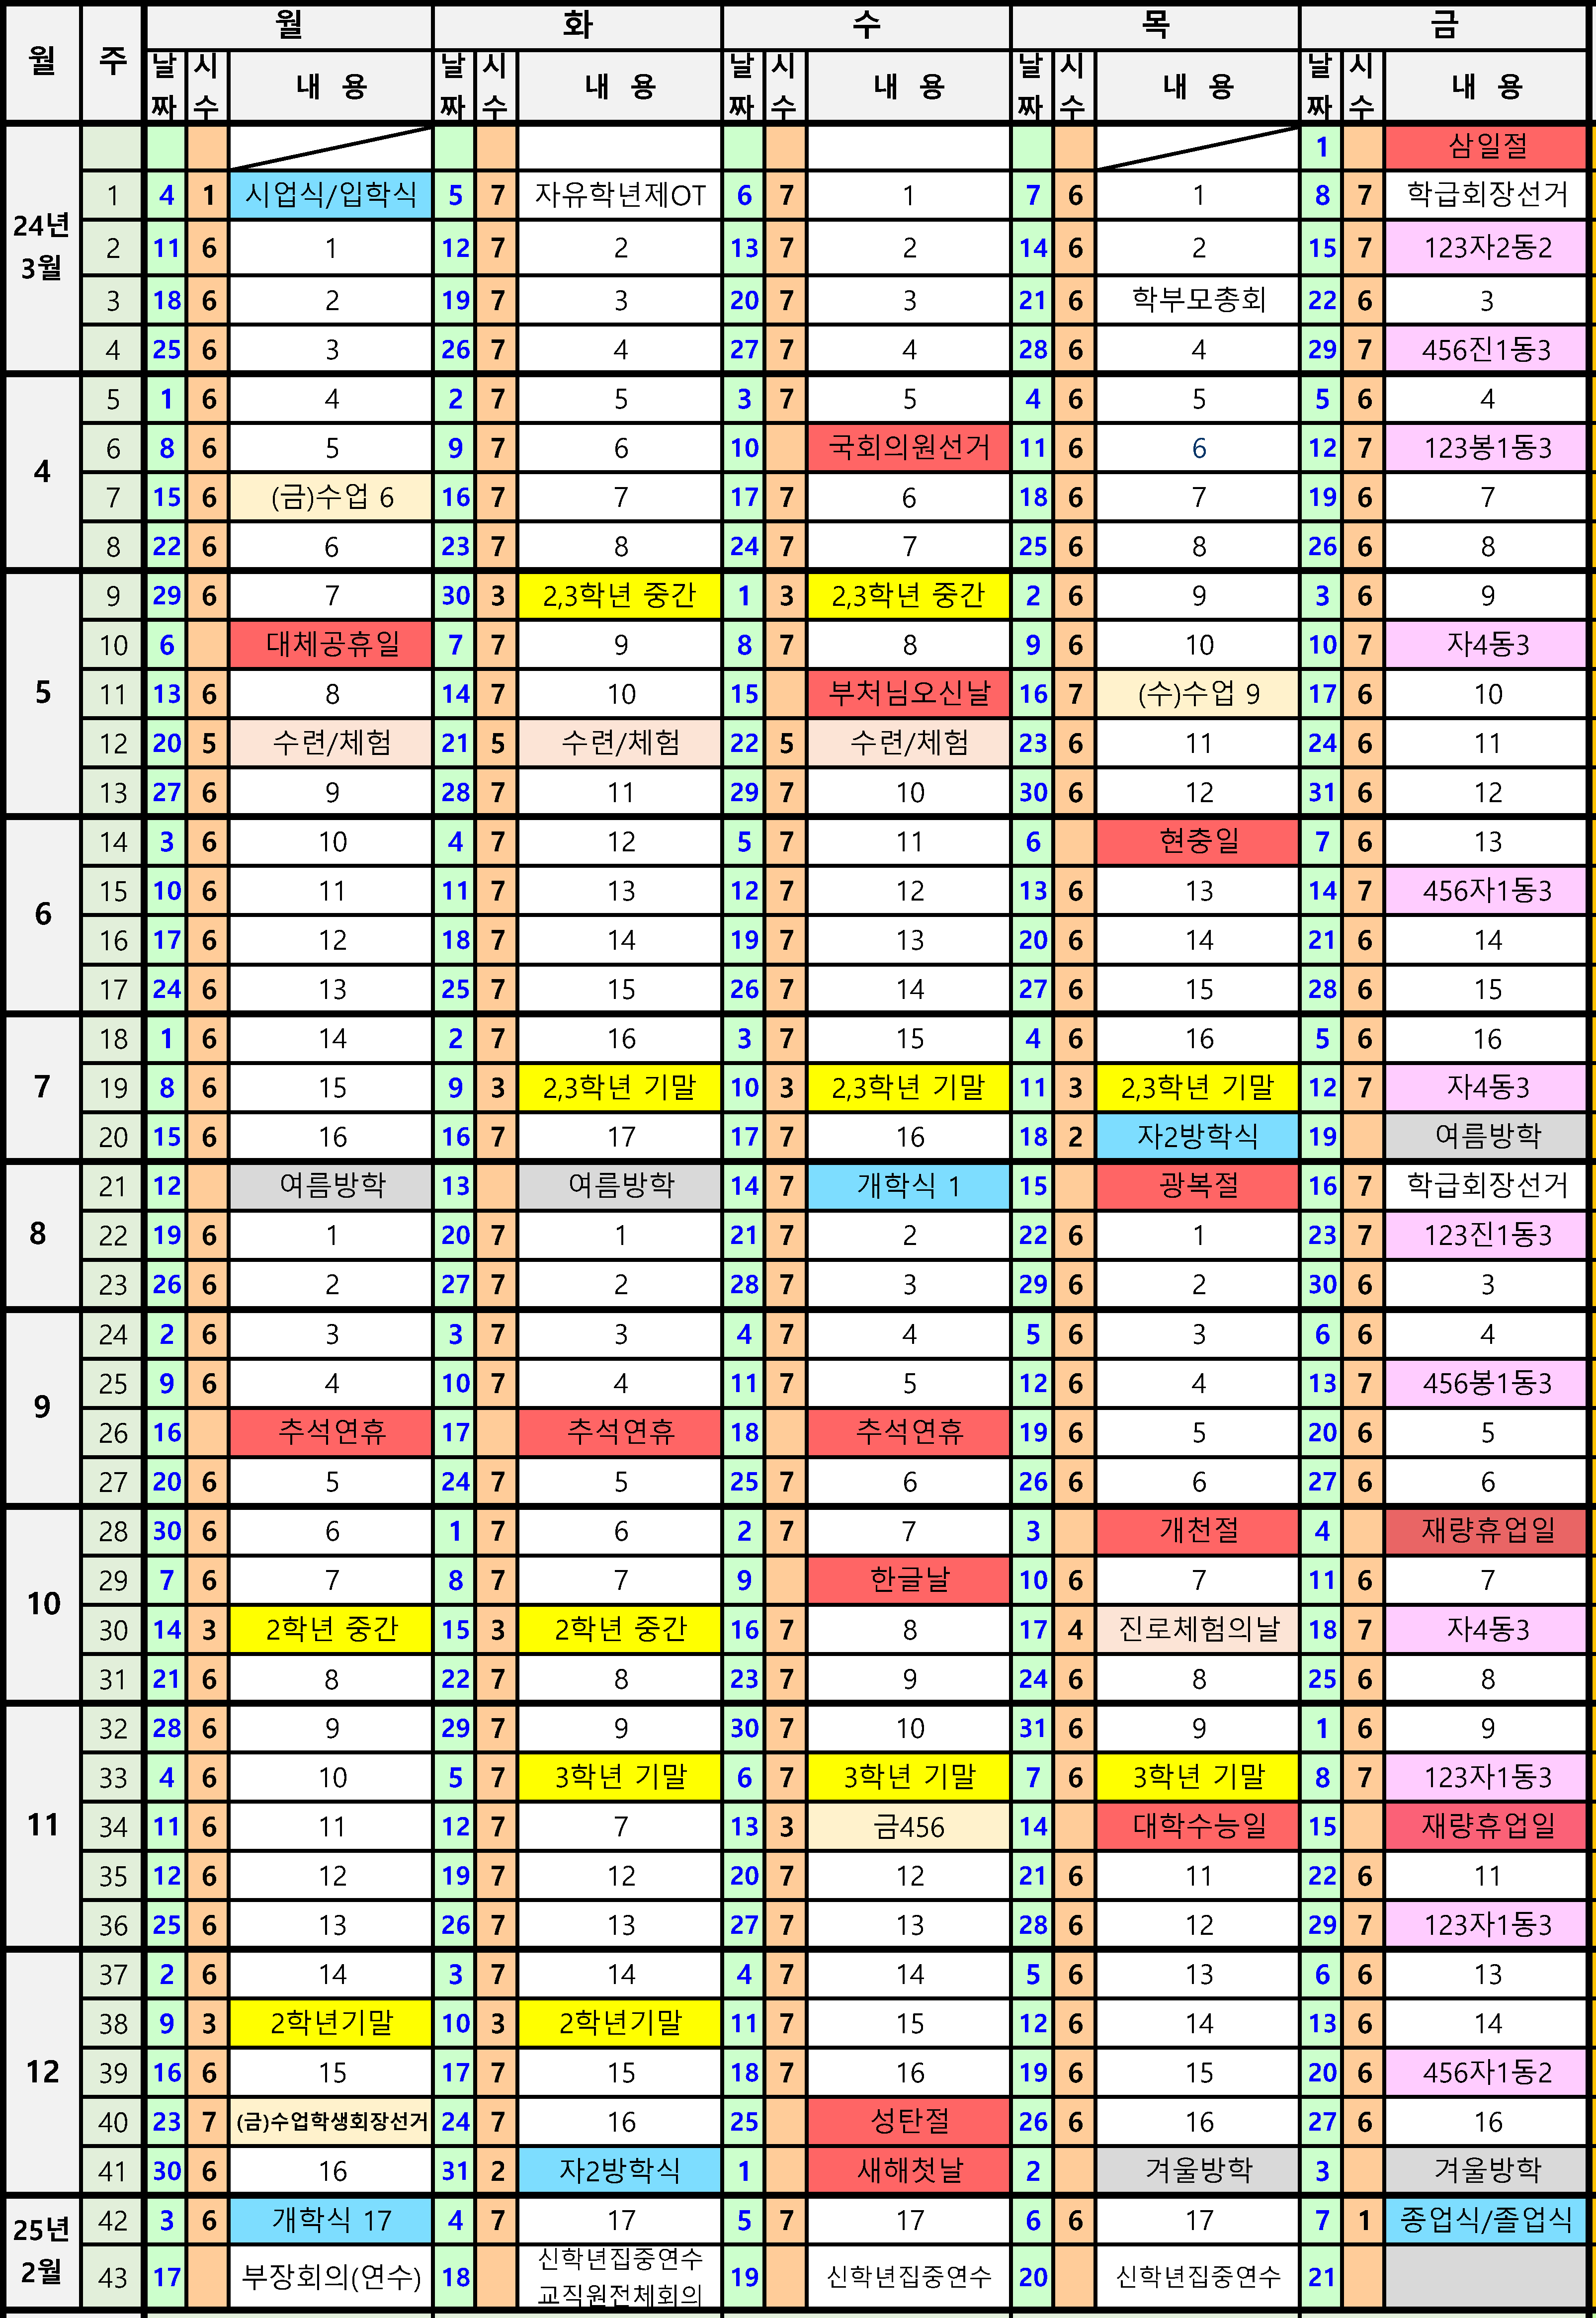 월 주 월 화 수 목 금
날짜 시수 내 용 날짜 시수 내 용 날짜 시수 내 용 날짜 시수 내 용 날짜 시수 내 용
24년 3월
1 삼일절
1 4 1 시업식/입학식 5 7 자유학년제OT 6 7 1 7 6 1 8 7 학급회장선거
2 11 6 1 12 7 2 13 7 2 14 6 2 15 7 123자2동2
3 18 6 2 19 7 3 20 7 3 21 6 학부모총회 22 6 3
4 25 6 3 26 7 4 27 7 4 28 6 4 29 7 456진1동3
4
5 1 6 4 2 7 5 3 7 5 4 6 5 5 6 4
6 8 6 5 9 7 6 10 국회의원선거 11 6 6 12 7 123봉1동3
7 15 6 (금)수업 6 16 7 7 17 7 6 18 6 7 19 6 7
8 22 6 6 23 7 8 24 7 7 25 6 8 26 6 8
5
9 29 6 7 30 3 2,3학년 중간 1 3 2,3학년 중간 2 6 9 3 6 9
10 6 대체공휴일 7 7 9 8 7 8 9 6 10 10 7 자4동3
11 13 6 8 14 7 10 15 부처님오신날 16 7 (수)수업 9 17 6 10
12 20 5 수련/체험 21 5 수련/체험 22 5 수련/체험 23 6 11 24 6 11
13 27 6 9 28 7 11 29 7 10 30 6 12 31 6 12
6
14 3 6 10 4 7 12 5 7 11 6 현충일 7 6 13
15 10 6 11 11 7 13 12 7 12 13 6 13 14 7 456자1동3
16 17 6 12 18 7 14 19 7 13 20 6 14 21 6 14
17 24 6 13 25 7 15 26 7 14 27 6 15 28 6 15
7
18 1 6 14 2 7 16 3 7 15 4 6 16 5 6 16
19 8 6 15 9 3 2,3학년 기말 10 3 2,3학년 기말 11 3 2,3학년 기말 12 7 자4동3
20 15 6 16 16 7 17 17 7 16 18 2 자2방학식 19 여름방학
8
21 12 여름방학 13 여름방학 14 7 개학식 1 15 광복절 16 7 학급회장선거
22 19 6 1 20 7 1 21 7 2 22 6 1 23 7 123진1동3
23 26 6 2 27 7 2 28 7 3 29 6 2 30 6 3
9
24 2 6 3 3 7 3 4 7 4 5 6 3 6 6 4
25 9 6 4 10 7 4 11 7 5 12 6 4 13 7 456봉1동3
26 16 추석연휴 17 추석연휴 18 추석연휴 19 6 5 20 6 5
27 20 6 5 24 7 5 25 7 6 26 6 6 27 6 6
10
28 30 6 6 1 7 6 2 7 7 3 개천절 4 재량휴업일
29 7 6 7 8 7 7 9 한글날 10 6 7 11 6 7
30 14 3 2학년 중간 15 3 2학년 중간 16 7 8 17 4 진로체험의날 18 7 자4동3
31 21 6 8 22 7 8 23 7 9 24 6 8 25 6 8
11
32 28 6 9 29 7 9 30 7 10 31 6 9 1 6 9
33 4 6 10 5 7 3학년 기말 6 7 3학년 기말 7 6 3학년 기말 8 7 123자1동3
34 11 6 11 12 7 7 13 3 금456 14 대학수능일 15 재량휴업일
35 12 6 12 19 7 12 20 7 12 21 6 11 22 6 11
36 25 6 13 26 7 13 27 7 13 28 6 12 29 7 123자1동3
12
37 2 6 14 3 7 14 4 7 14 5 6 13 6 6 13
38 9 3 2학년기말 10 3 2학년기말 11 7 15 12 6 14 13 6 14
39 16 6 15 17 7 15 18 7 16 19 6 15 20 6 456자1동2
40 23 7 (금)수업학생회장선거 24 7 16 25 성탄절 26 6 16 27 6 16
41 30 6 16 31 2 자2방학식 1 새해첫날 2 겨울방학 3 겨울방학
25년 2월
42 3 6 개학식 17 4 7 17 5 7 17 6 6 17 7 1 종업식/졸업식
43 17 부장회의(연수) 18 신학년집중연수 교직원전체회의 19 신학년집중연수 20 신학년집중연수 21